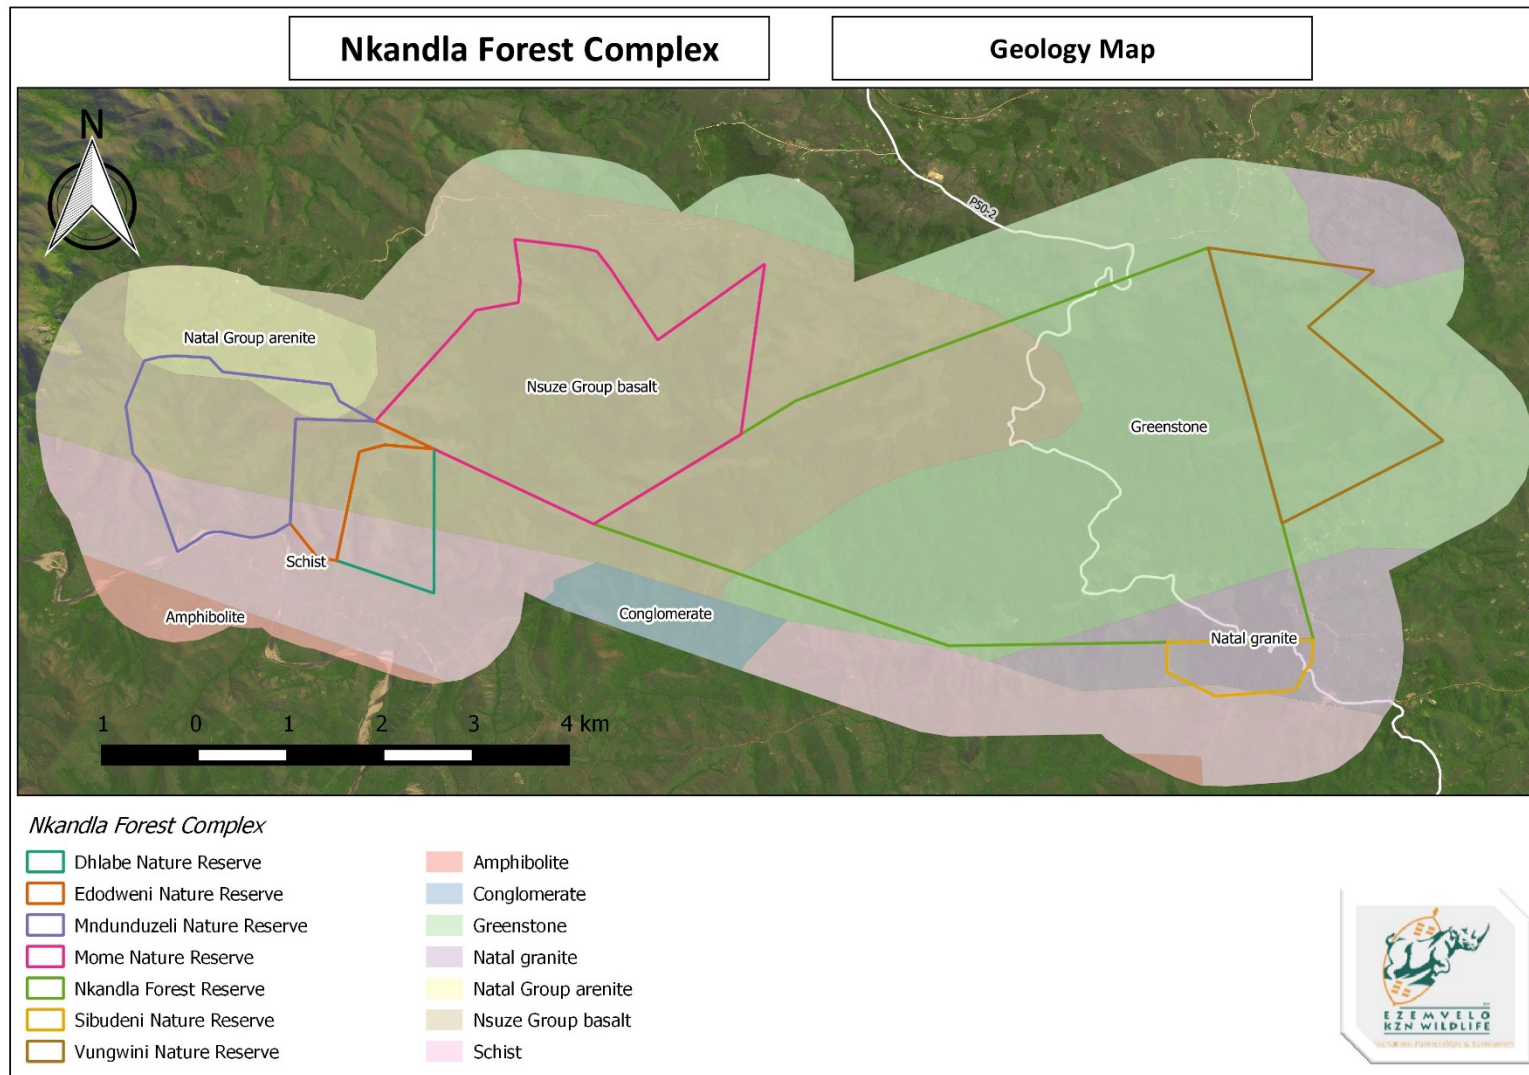 Nkandla Forest Complex
Geology Map
N
P50-2
Natal Group arenite
Nsuze Group basalt
Greenstone
Schist
Amphibolite
Conglomerate
Natal granite
1 0 1 2 3 4 km
Nkandla Forest Complex
Dhlabe Nature Reserve
Edodweni Nature Reserve
Mndunduzeli Nature Reserve
Mome Nature Reserve
Nkandla Forest Reserve
Sibudeni Nature Reserve
Vungwini Nature Reserve
Amphibolite
Conglomerate
Greenstone
Natal granite
Natal Group arenite
Nsuze Group basalt
Schist
EZEMVELO
KZN WILDLIFE
Partnerships &